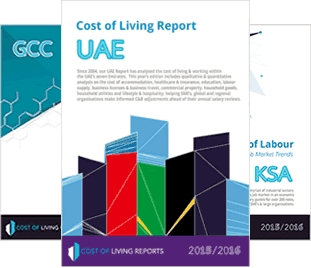 GCC
COST OF LIVING
Cost of Living Report
UAE
Since 2004, our UAE Report has analysed the cost of living & working within
the UAE's seven Emirates. This year's edition includes qualitative & quantitative
analysis on the cost of accommodation, healthcare & insurance, education, labour
supply, business licenses & business travel, commercial property, household goods,
household utilities and lifestyle & hospitality; helping SME's, global and regional
organisations make informed C&B adjustments ahead of their annual salary reviews.
COST OF LIVING REPORTS
2015/2016
of Labour
Job Market Trends
KSA
2015/2016